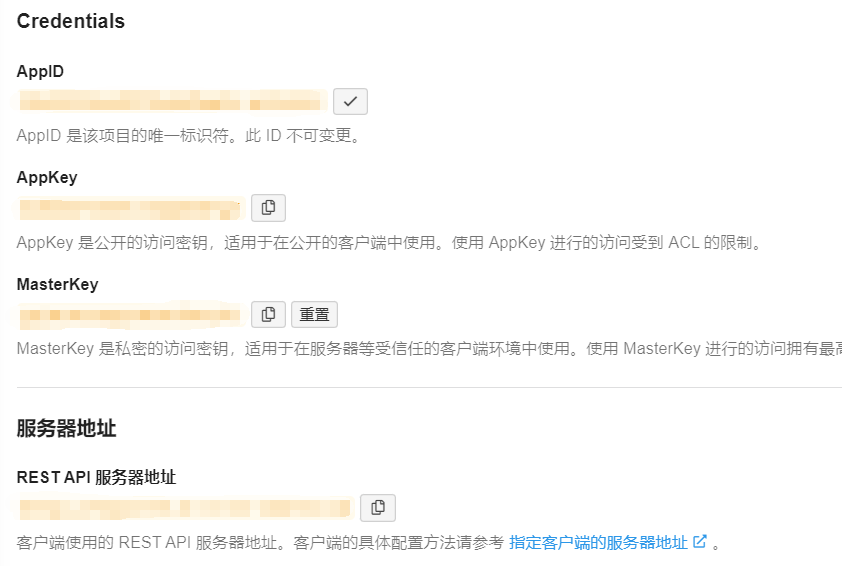 Credentials
AppID
AppID 是该项目的唯一标识符。此 ID 不可变更。
AppKey
AppKey 是公开的访问密钥，适用于在公开的客户端中使用。使用 AppKey 进行的访问受到 ACL 的限制。
MasterKey
重置
MasterKey 是私密的访问密钥，适用于在服务器等受信任的客户端环境中使用。使用 MasterKey 进行的访问拥有最高
服务器地址
REST API 服务器地址
客户端使用的 REST API 服务器地址。客户端的具体配置方法请参考 指定客户端的服务器地址 。